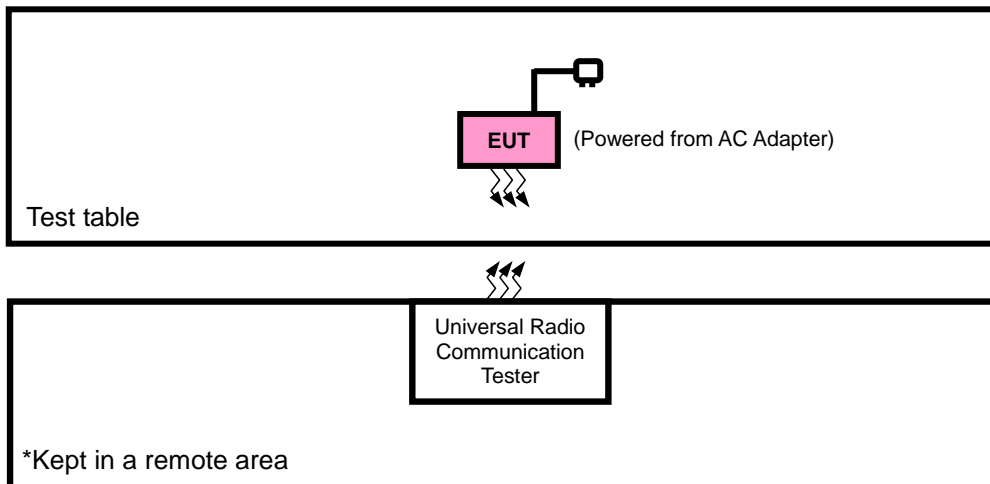 EUT
(Powered from AC Adapter)
Test table
Universal Radio
Communication
Tester
*Kept in a remote area